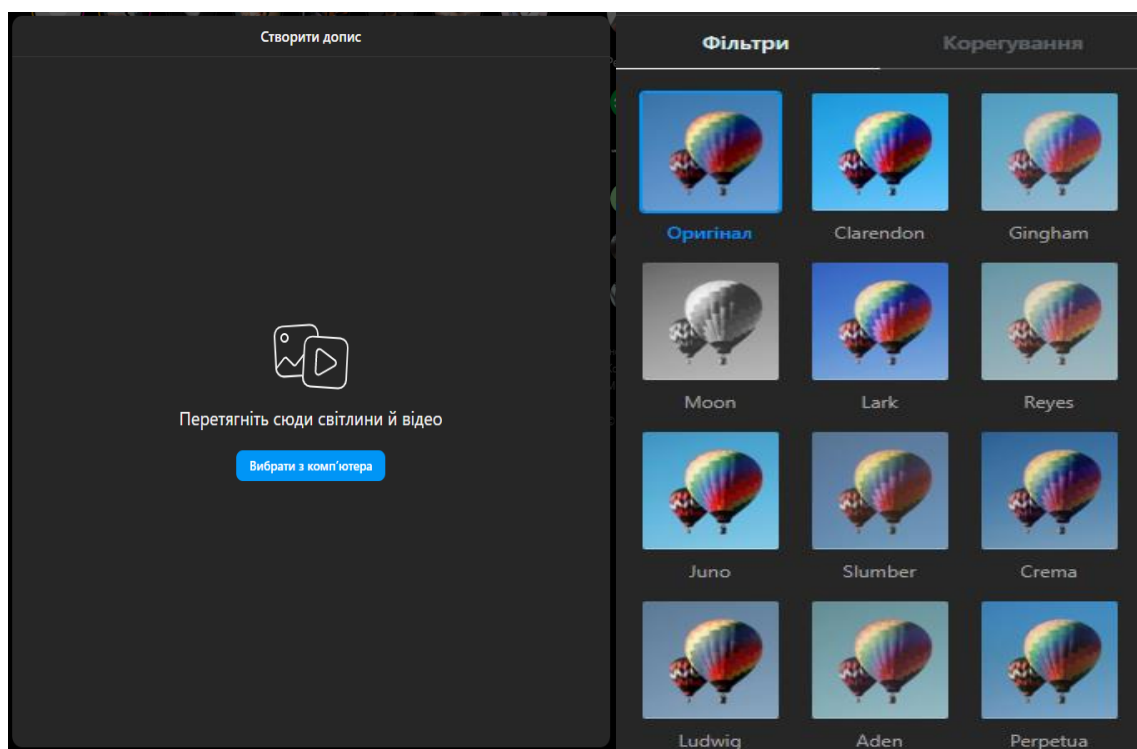 Створити допис
Перетягніть сюди світлини й відео
Вибрати з комп'ютера
Фільтри Корегування
Оригінал Clarendon Gingham
Moon Lark Reyes
Juno Slumber Crema
Ludwig Aden Perpetua